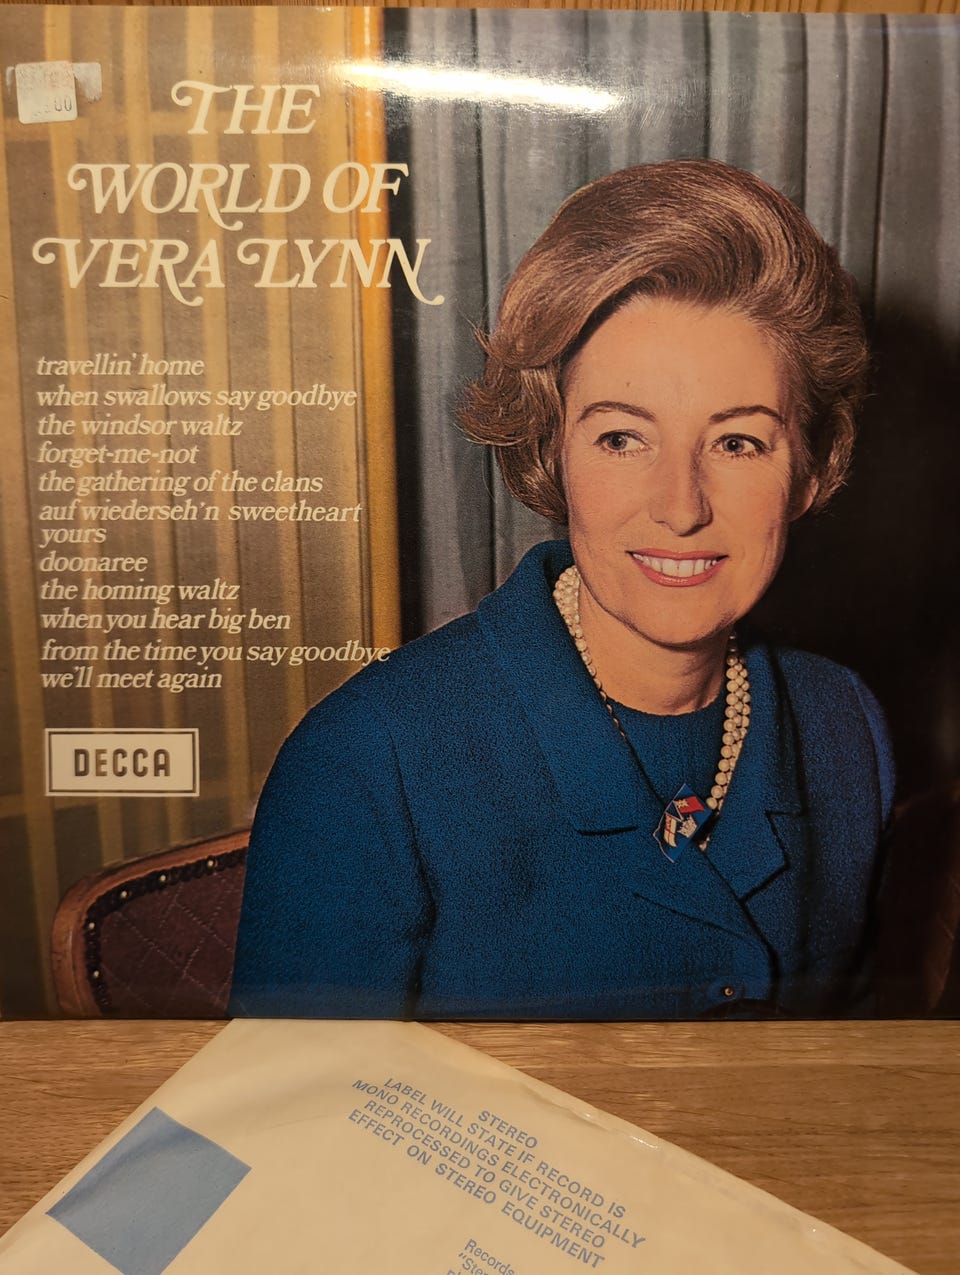 THE
WORLD OF
VERA LYNN
travellin' home
when swallows say goodbye
the windsor waltz
forget-me-not
the gathering of the clans
auf wiederseh'n sweetheart
yours
doonaree
the homing waltz
when you hear big ben
from the time you say goodbye
we'll meet again
DECCA
STEREO
LABEL WILL STATE IF RECORD IS
MONO RECORDINGS ELECTRONICALLY
REPROCESSED TO GIVE STEREO
EFFECT ON STEREO EQUIPMENT
Records